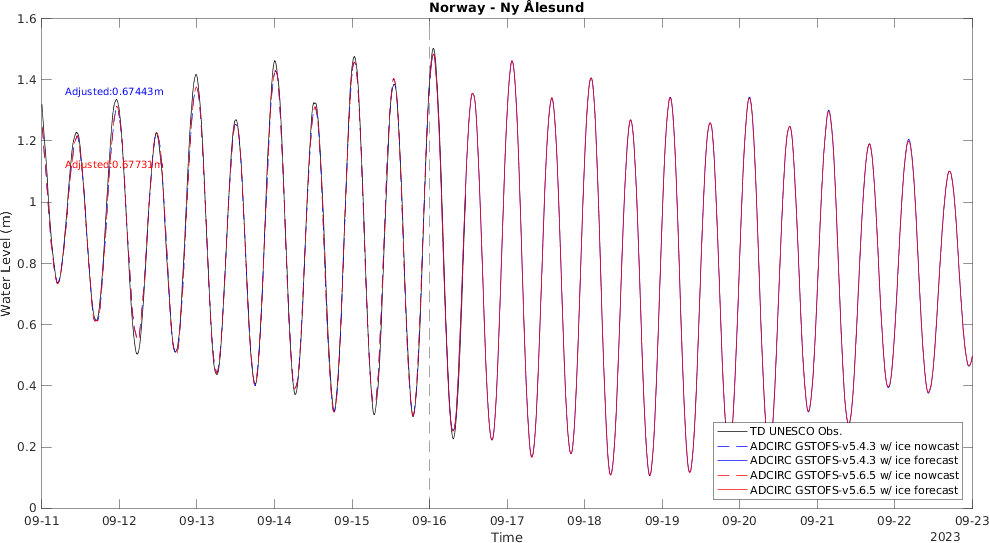 Norway - Ny Ålesund
1.6
1.4
1.2
1
0.8
0.6
0.4
0.2
0
Water Level (m)
Adjusted:0.67443m
Adjusted:0.67731m
TD UNESCO Obs.
ADCIRC GSTOFS-v5.4.3 w/ ice nowcast
ADCIRC GSTOFS-v5.4.3 w/ ice forecast
ADCIRC GSTOFS-v5.6.5 w/ ice nowcast
ADCIRC GSTOFS-v5.6.5 w/ ice forecast
09-11 09-12 09-13 09-14 09-15 09-16 09-17 09-18 09-19 09-20 09-21 09-22 09-23
Time
2023